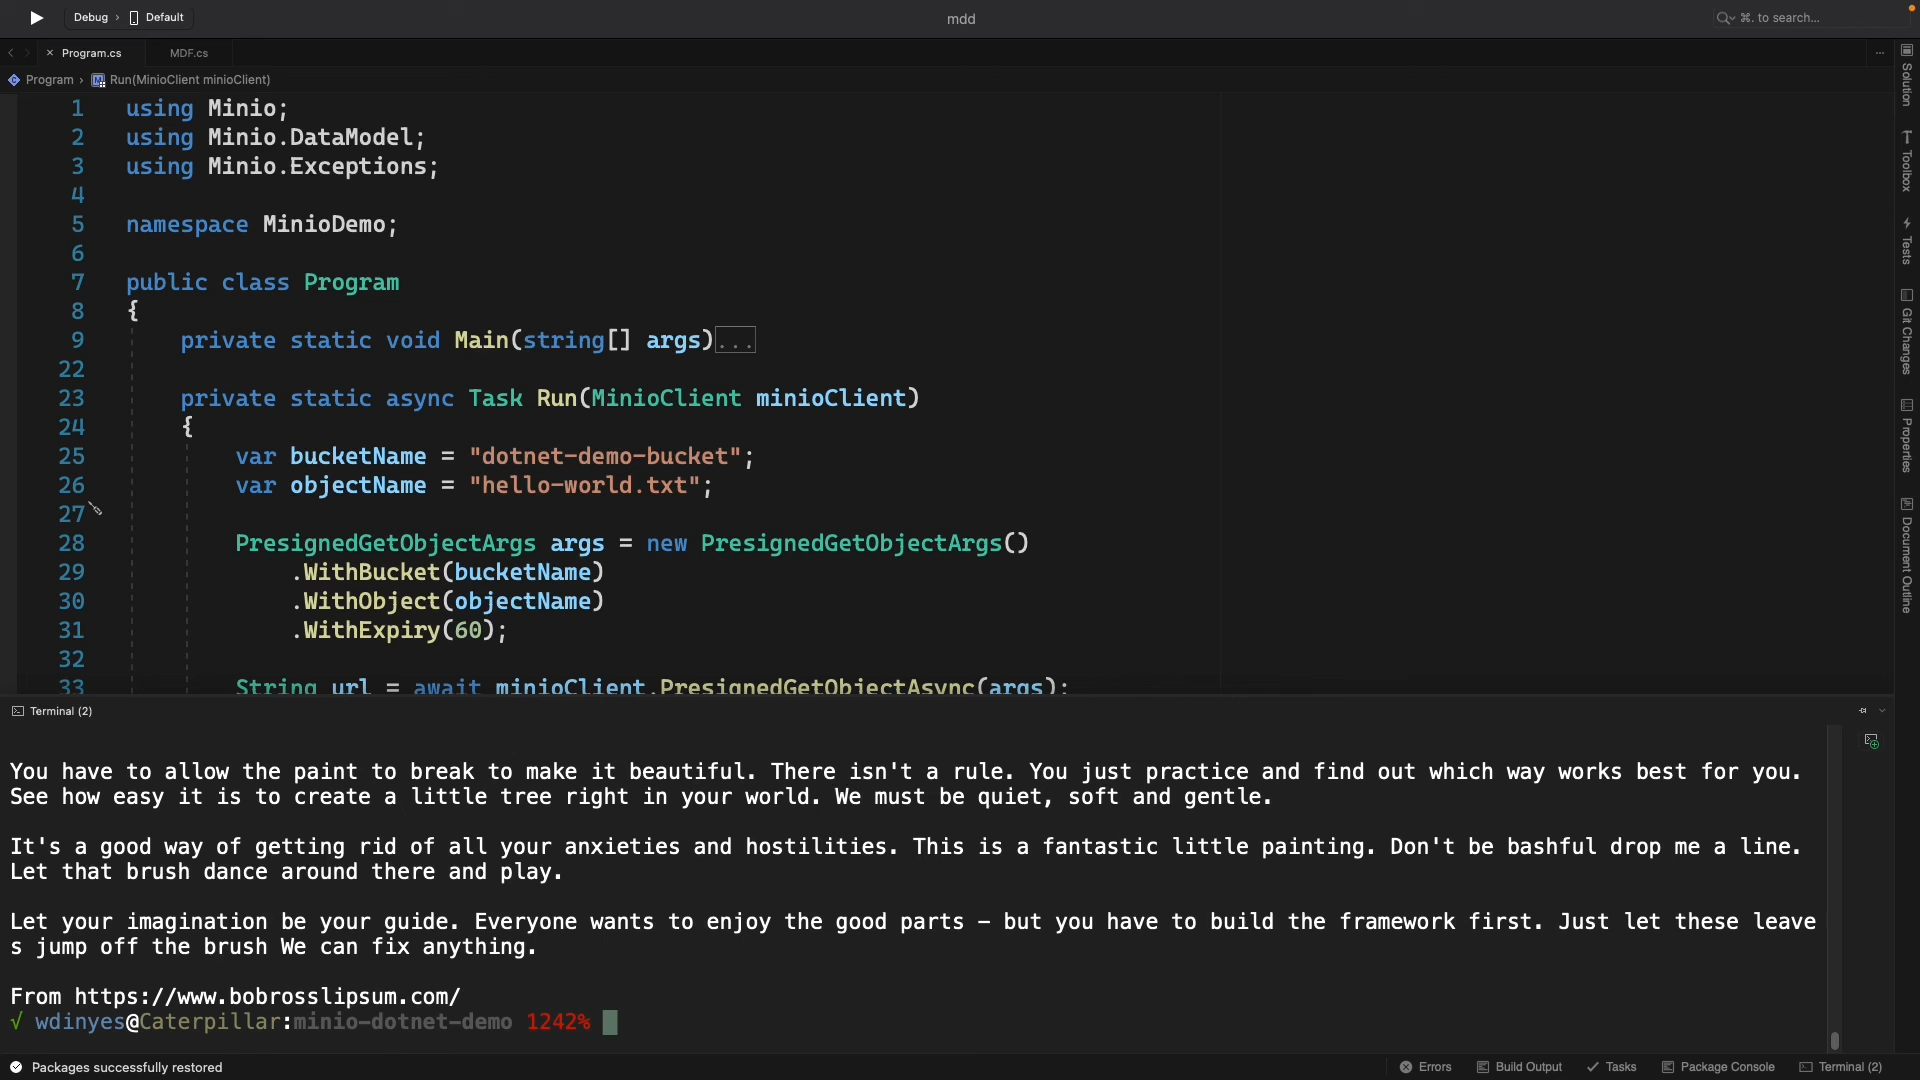 Debug › Default
mdd
⌘. to search...
Program.cs
MDF.cs
Program › Run(MinioClient minioClient)
1 using Minio;
2 using Minio.DataModel;
3 using Minio.Exceptions;
4
5 namespace MinioDemo;
6
7 public class Program
8 {
9 private static void Main(string[] args)...
22
23 private static async Task Run(MinioClient minioClient)
24 {
25 var bucketName = "dotnet-demo-bucket";
26 var objectName = "hello-world.txt";
27
28 PresignedGetObjectArgs args = new PresignedGetObjectArgs()
29 .WithBucket(bucketName)
30 .WithObject(objectName)
31 .WithExpiry(60);
32
33 String url = await minioClient.PresignedGetObjectAsync(args);
Solution
Toolbox
Tests
Git Changes
Properties
Document Outline
Terminal (2)
You have to allow the paint to break to make it beautiful. There isn't a rule. You just practice and find out which way works best for you.
See how easy it is to create a little tree right in your world. We must be quiet, soft and gentle.
It's a good way of getting rid of all your anxieties and hostilities. This is a fantastic little painting. Don't be bashful drop me a line.
Let that brush dance around there and play.
Let your imagination be your guide. Everyone wants to enjoy the good parts – but you have to build the framework first. Just let these leave
s jump off the brush We can fix anything.
From https://www.bobrosslipsum.com/
√ wdinyes@Caterpillar:minio-dotnet-demo 1242%
Packages successfully restored
Errors
Build Output
Tasks
Package Console
Terminal (2)